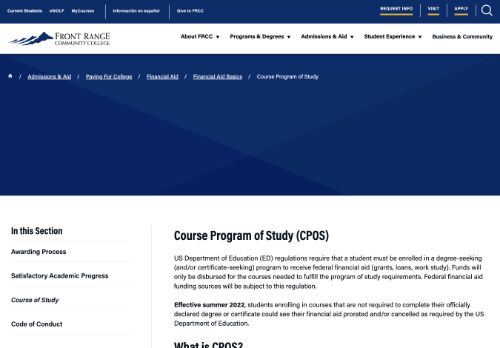 Current Students eWOLF MyCourses Información en español Give to FRCC REQUEST INFO VISIT APPLY
FRONT RANGE
COMMUNITY COLLEGE
About FRCC Programs & Degrees Admissions & Aid Student Experience Business & Community
/ Admissions & Aid / Paying For College / Financial Aid / Financial Aid Basics / Course Program of Study
In this Section
Awarding Process
Satisfactory Academic Progress
Course of Study
Code of Conduct
Course Program of Study (CPOS)
US Department of Education (ED) regulations require that a student must be enrolled in a degree-seeking
(and/or certificate-seeking) program to receive federal financial aid (grants, loans, work study). Funds will
only be disbursed for the courses needed to fulfill the program of study requirements. Federal financial aid
funding sources will be subject to this regulation.
Effective summer 2022, students enrolling in courses that are not required to complete their officially
declared degree or certificate could see their financial aid prorated and/or cancelled as required by the US
Department of Education.
What is CPOS?